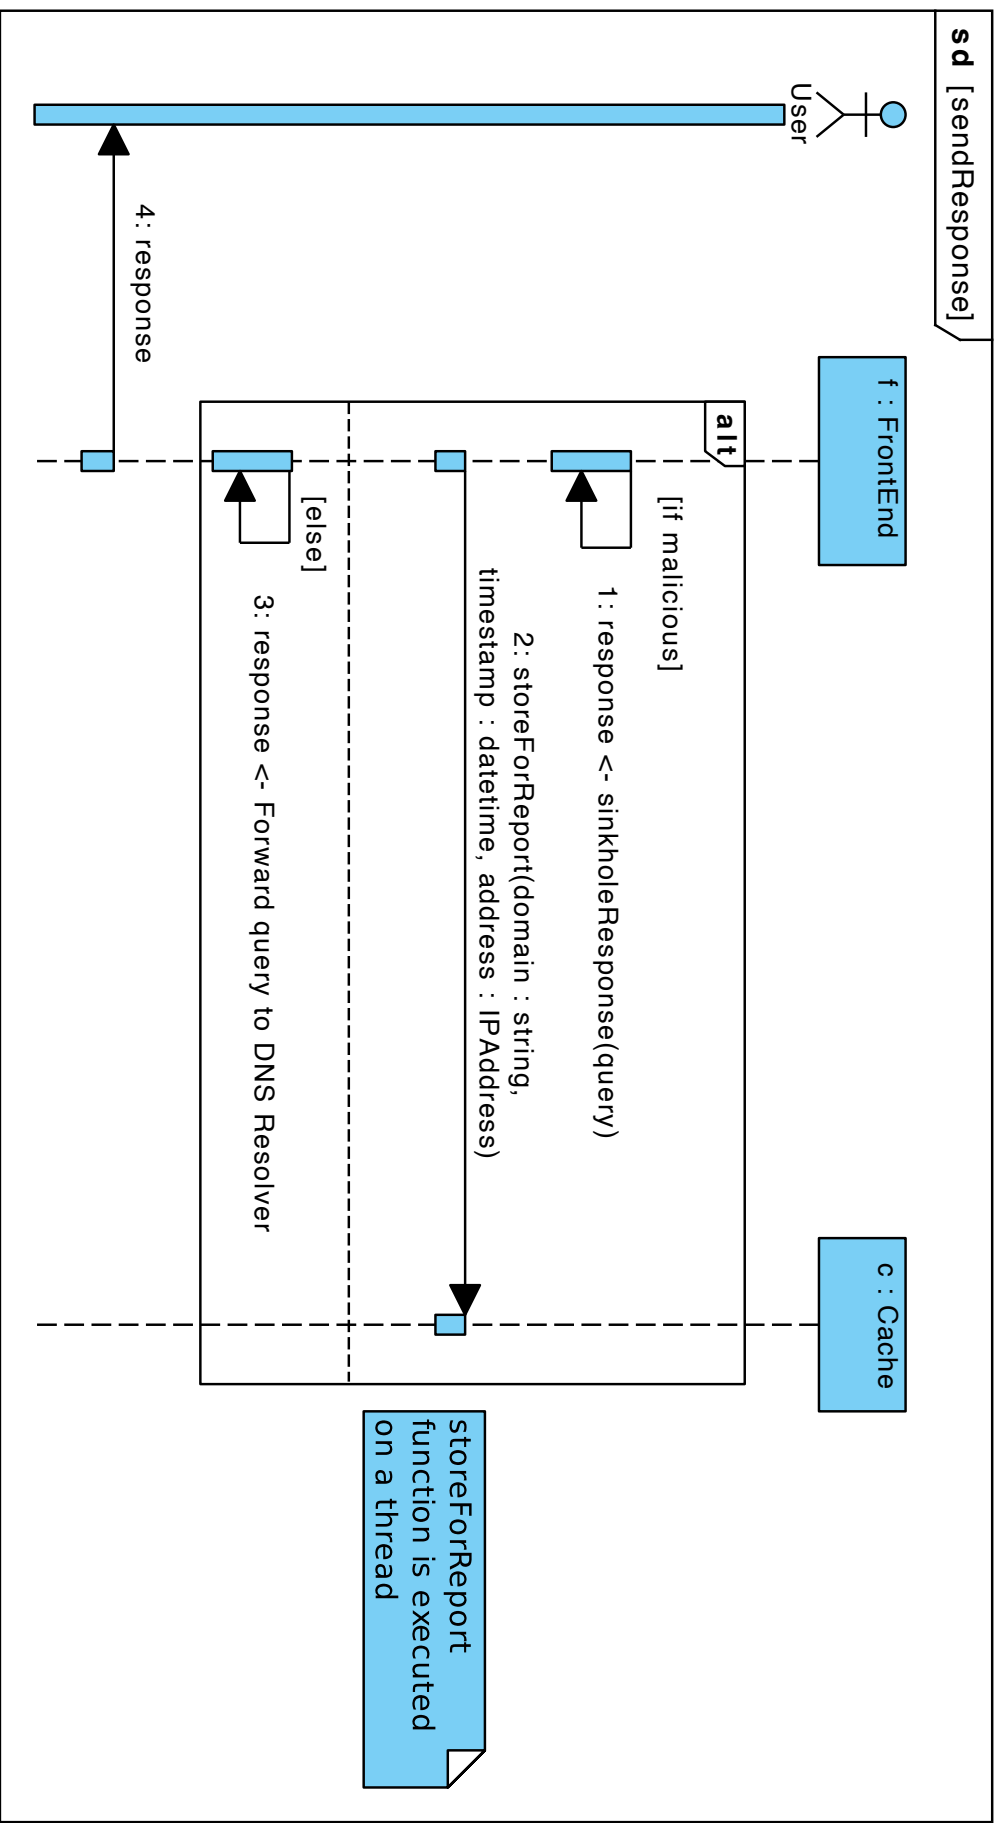 sd [sendResponse]
User
f : FrontEnd
c : Cache
alt
[if malicious]
1: response <- sinkholeResponse(query)
2: storeForReport(domain : string,
timestamp : datetime, address : IPAddress)
storeForReport
function is executed
on a thread
[else]
3: response <- Forward query to DNS Resolver
4: response